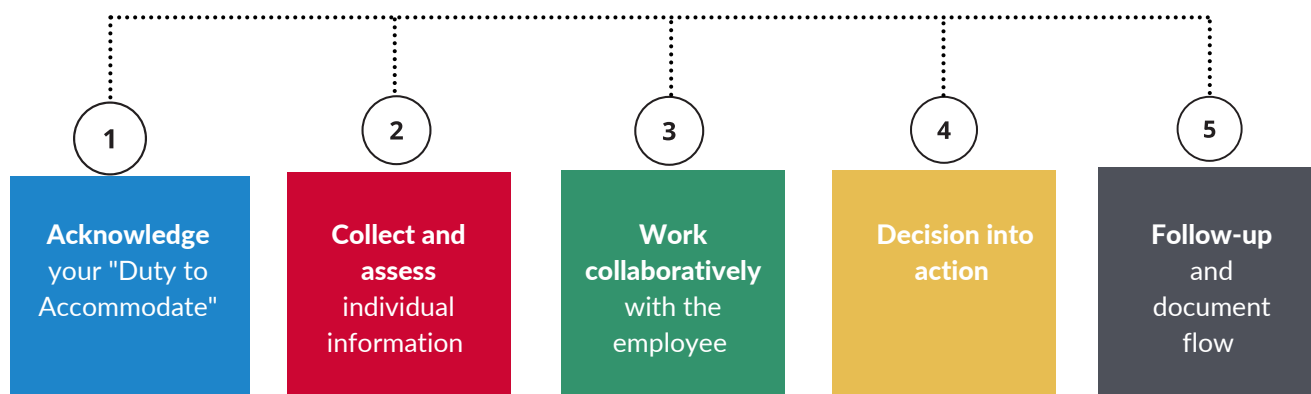 1
Acknowledge
your "Duty to
Accommodate"
2
Collect and
assess
individual
information
3
Work
collaboratively
with the
employee
4
Decision into
action
5
Follow-up
and
document
flow